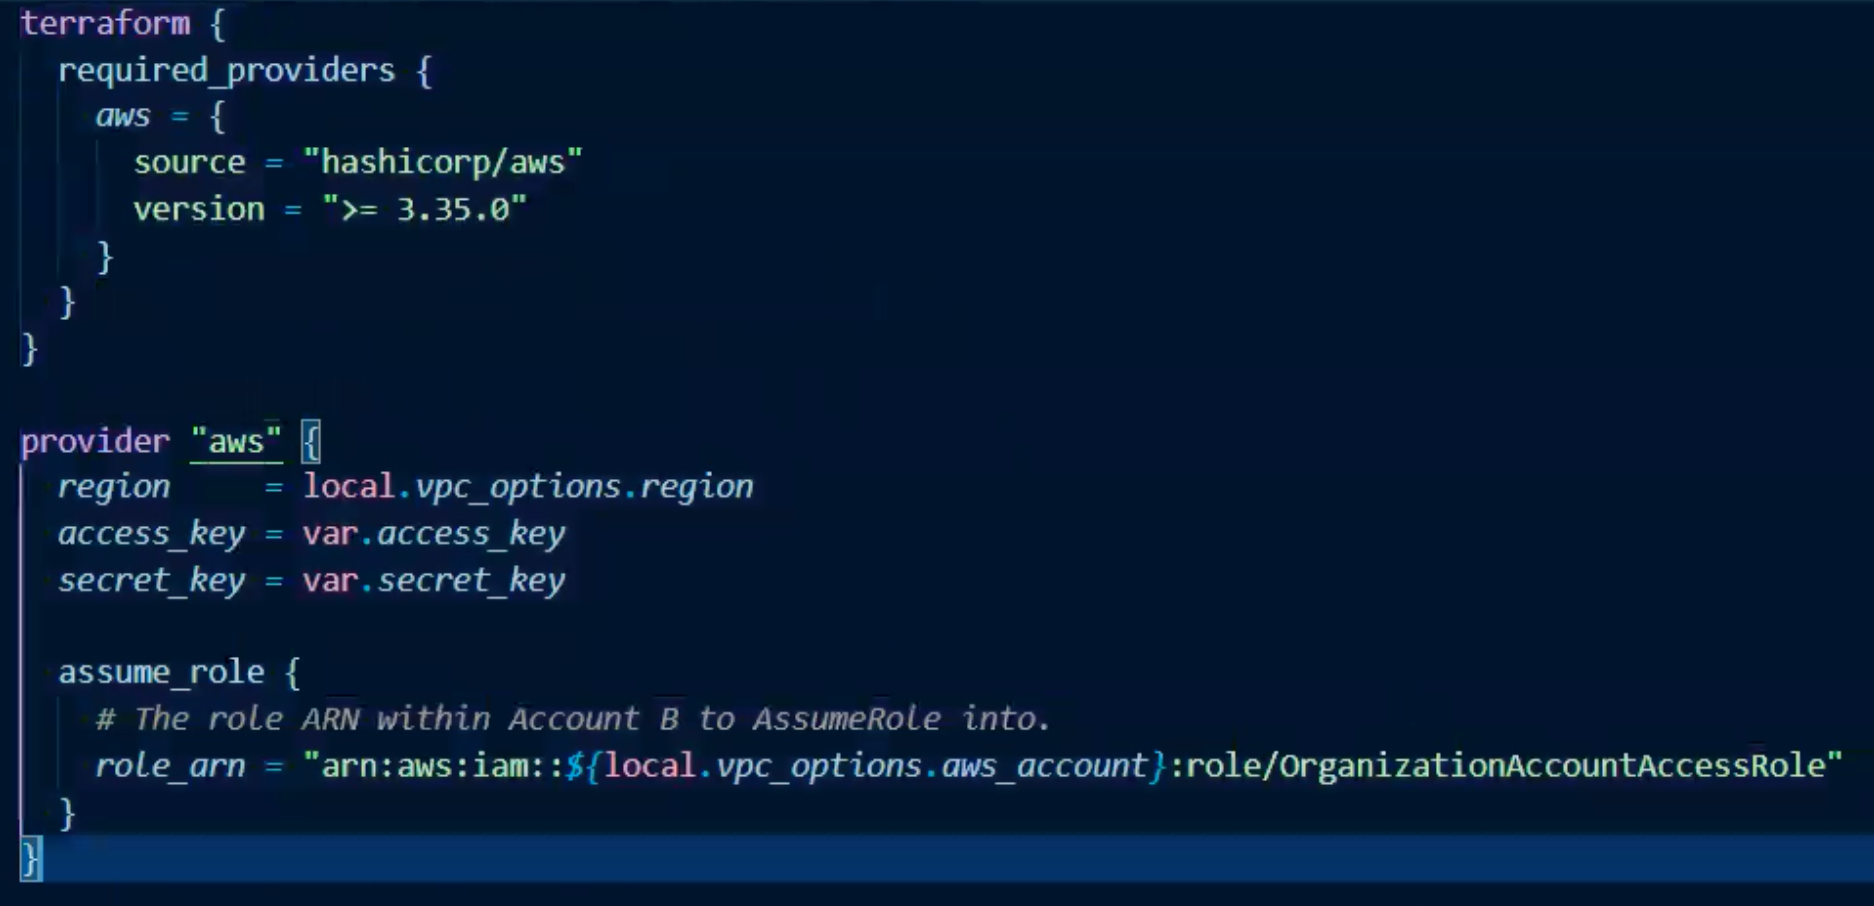 terraform {
  required_providers {
    aws = {
      source = "hashicorp/aws"
      version = ">= 3.35.0"
    }
  }
}

provider "aws" {
  region     = local.vpc_options.region
  access_key = var.access_key
  secret_key = var.secret_key

  assume_role {
    # The role ARN within Account B to AssumeRole into.
    role_arn = "arn:aws:iam::${local.vpc_options.aws_account}:role/OrganizationAccountAccessRole"
  }
}